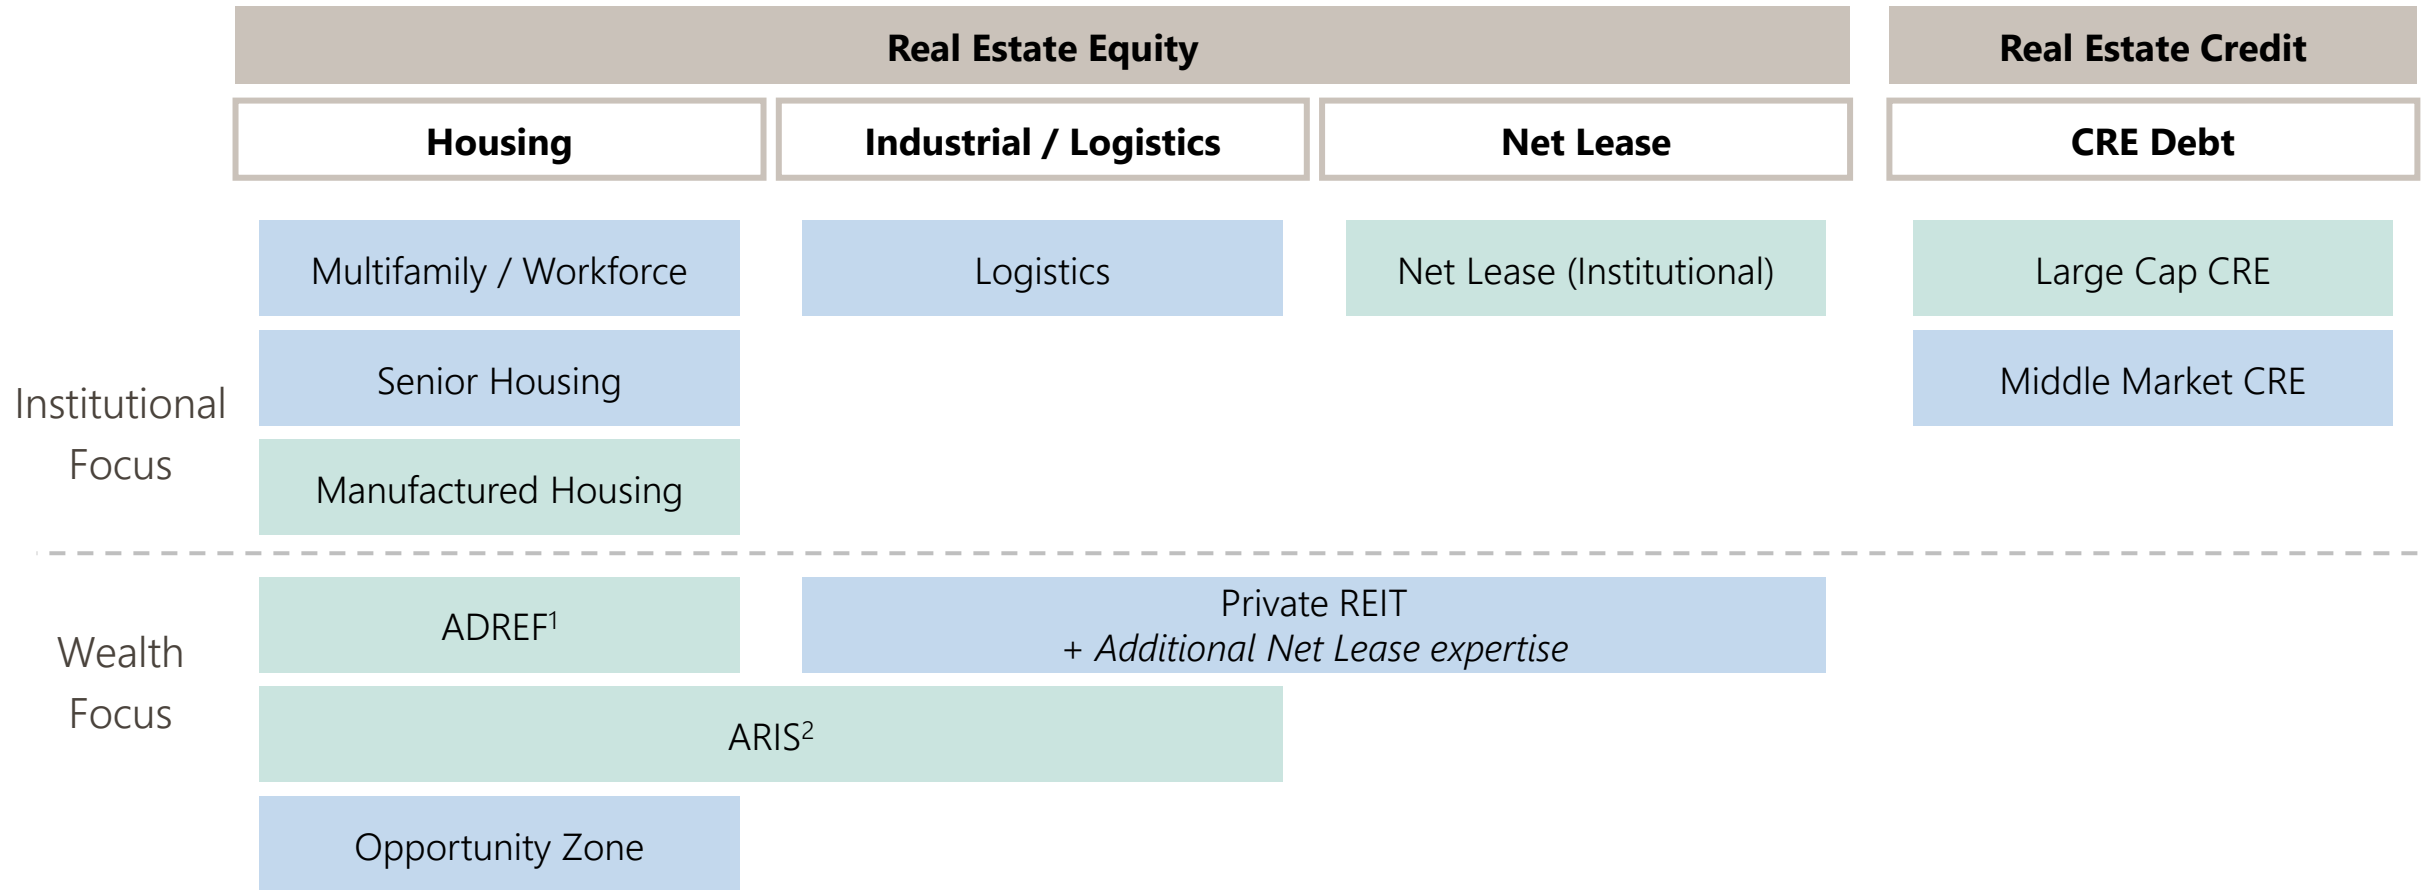 Real Estate Equity
Real Estate Credit
Housing
Industrial / Logistics
Net Lease
CRE Debt
Institutional
Focus
Multifamily / Workforce
Logistics
Net Lease (Institutional)
Large Cap CRE
Senior Housing
Middle Market CRE
Manufactured Housing
Wealth
Focus
ADREF¹
Private REIT
+ Additional Net Lease expertise
ARIS²
Opportunity Zone